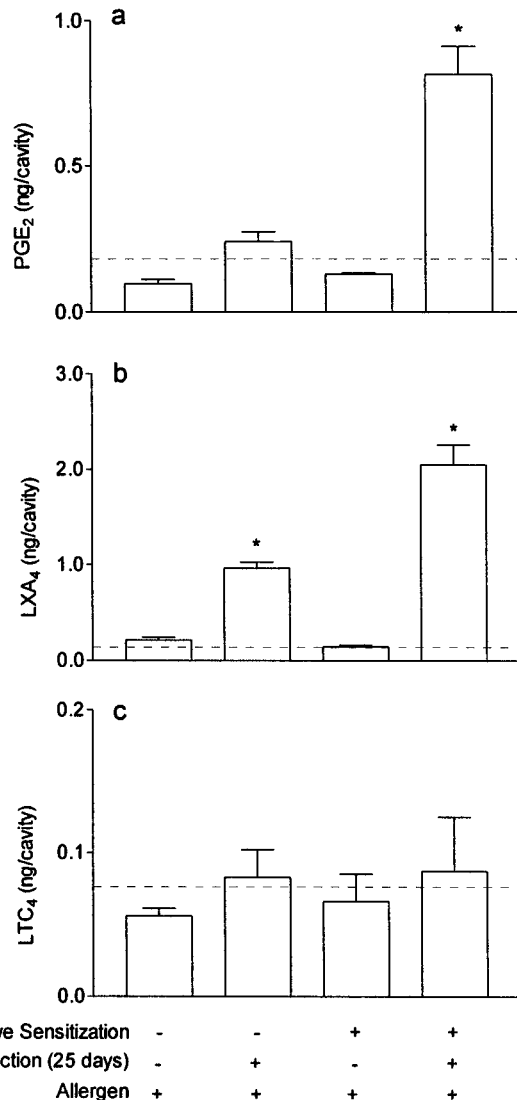 a
1.0
0.5
0.0
PGE₂ (ng/cavity)
*
b
3.0
2.0
1.0
0.0
LXA₄ (ng/cavity)
*
*
c
0.2
0.1
0.0
LTC₄ (ng/cavity)
Sensitization - - + +
(25 days) - + - +
Allergen + + + +